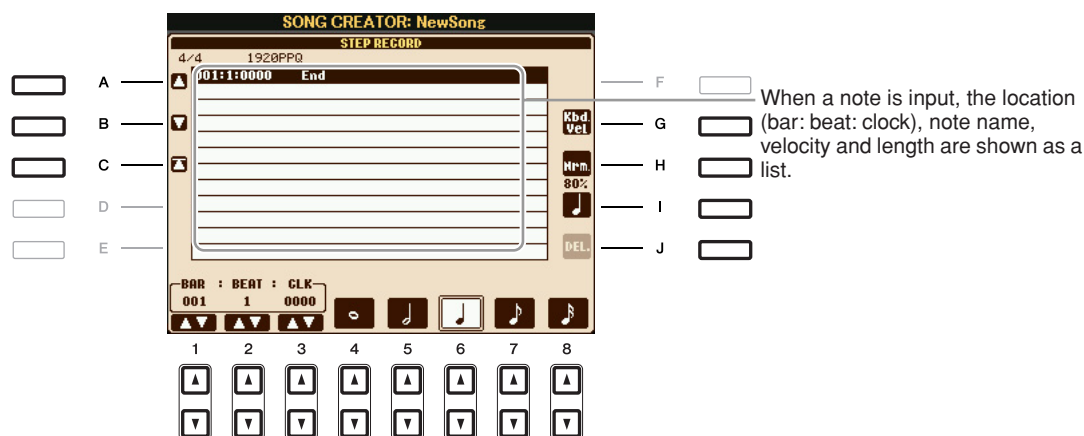 SONG CREATOR: NewSong
STEP RECORD
4/4 1920PPQ
001:1:0000 End
A
B
C
D
E
F
G
H
I
J
Kbd. Vel
Nrm.
80%
DEL.
When a note is input, the location
(bar: beat: clock), note name,
velocity and length are shown as a
list.
BAR : BEAT : CLK
001 1 0000
1 2 3 4 5 6 7 8